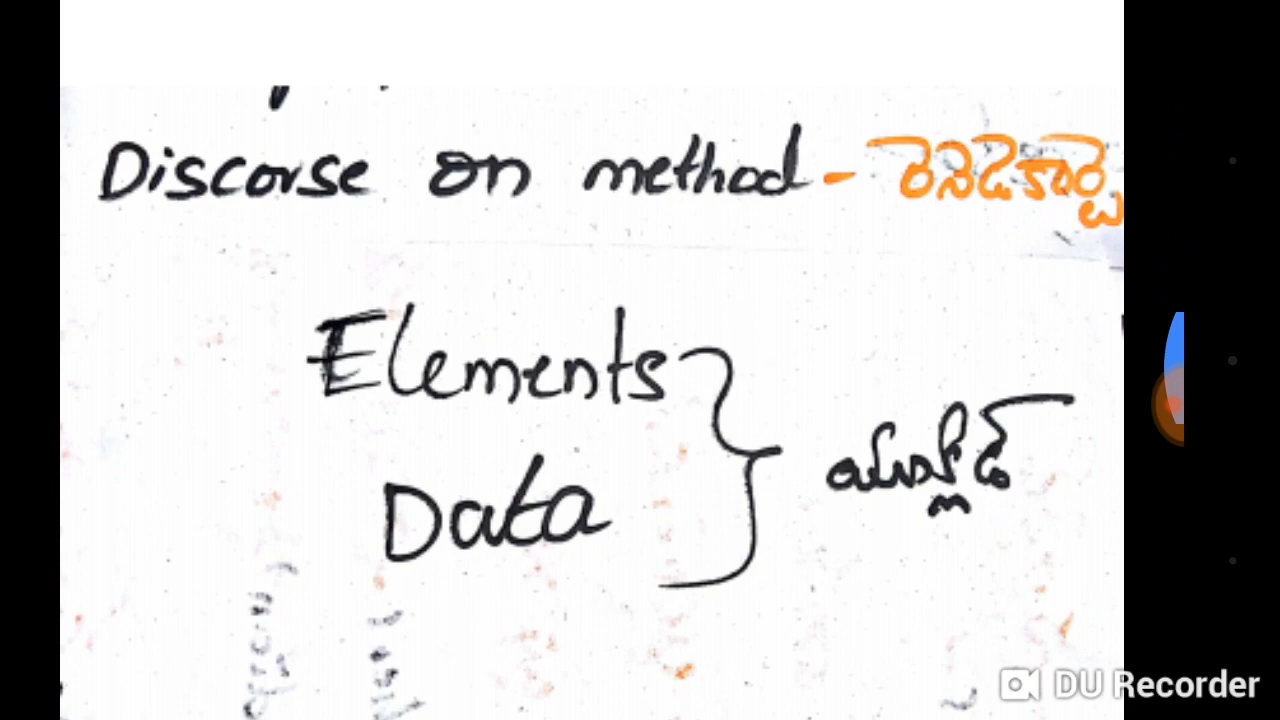 Discorse on method - రెనెడెకార్టె
Elements
Data
యూక్లిడ్
DU Recorder